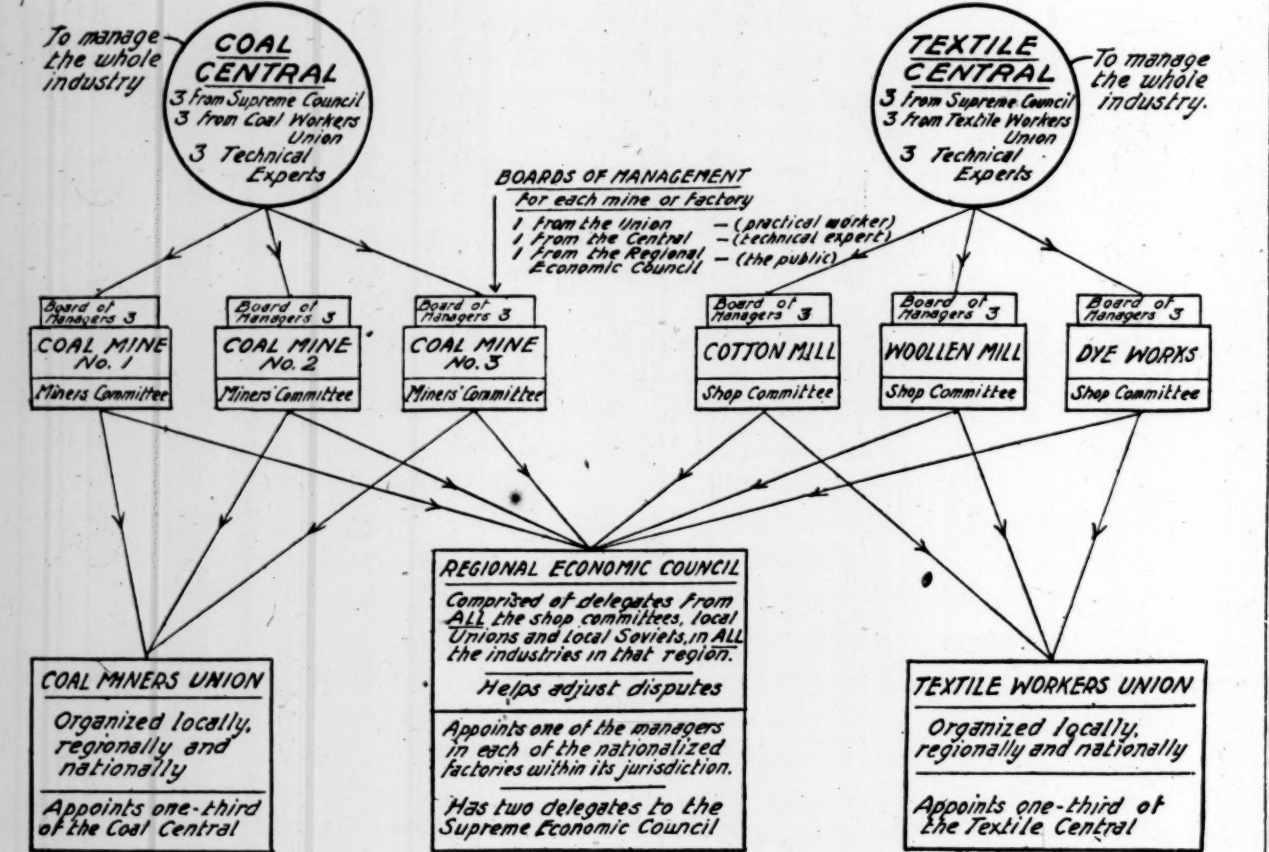 To manage
the whole
industry
COAL
CENTRAL
3 From Supreme Council
3 From Coal Workers
Union
3 Technical
Experts
TEXTILE
CENTRAL
3 From Supreme Council
3 From Textile Workers
Union
3 Technical
Experts
To manage
the whole
industry.
BOARDS OF MANAGEMENT
For each mine or Factory
1 From the Union – (practical worker)
1 From the Central – (technical expert)
1 From the Regional
Economic Council – (the public)
Board of
Managers 3
COAL MINE
No. 1
Miners Committee
Board of
Managers 3
COAL MINE
No. 2
Miners' Committee
Board of
Managers 3
COAL MINE
No. 3
Miners' Committee
Board of
Managers 3
COTTON MILL
Shop Committee
Board of
Managers 3
WOOLLEN MILL
Shop Committee
Board of
Managers 3
DYE WORKS
Shop Committee
COAL MINERS UNION
Organized locally,
regionally and
nationally
Appoints one-third
of the Coal Central
REGIONAL ECONOMIC COUNCIL
Comprised of delegates From
ALL the shop committees, local
Unions and Local Soviets, in ALL
the industries in that region.
Helps adjust disputes
Appoints one of the managers
in each of the nationalized
factories within its jurisdiction.
Has two delegates to the
Supreme Economic Council
TEXTILE WORKERS UNION
Organized locally,
regionally and nationally
Appoints one-third of
the Textile Central